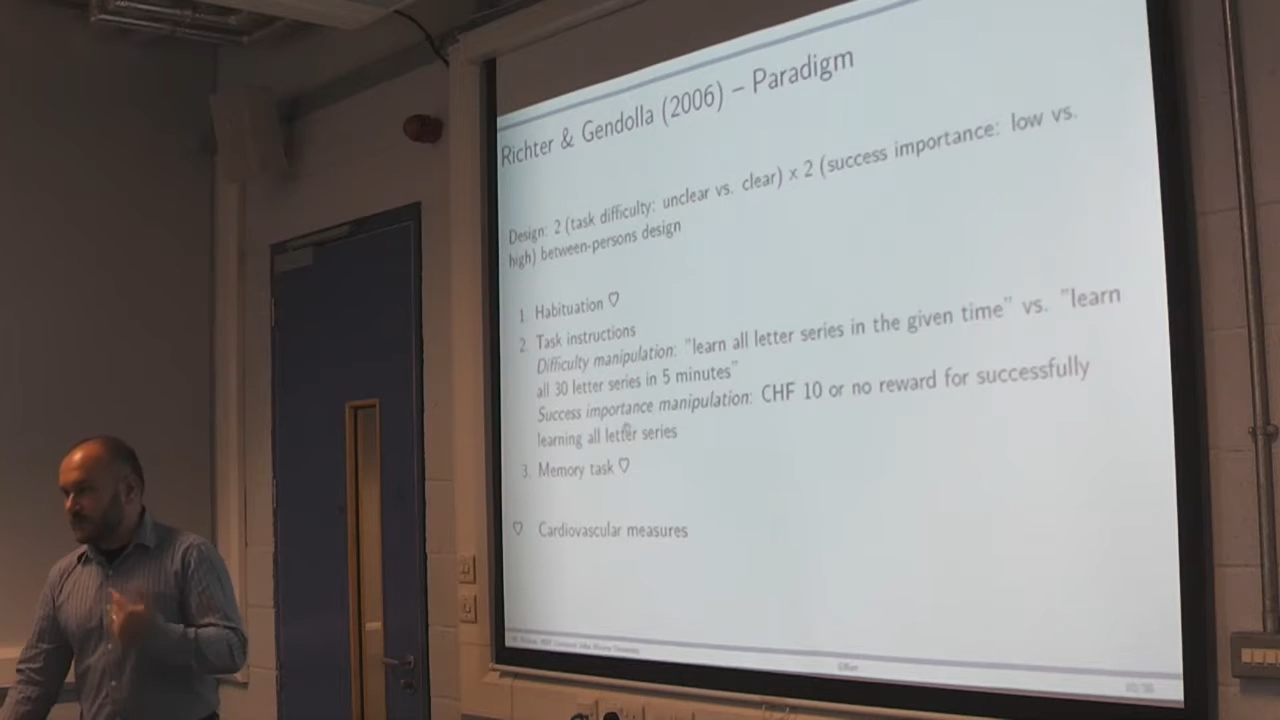 Richter & Gendolla (2006) – Paradigm
Design: 2 (task difficulty: unclear vs. clear) x 2 (success importance: low vs.
high) between-persons design
1. Habituation ♡
2. Task instructions
Difficulty manipulation: "learn all letter series in the given time" vs. "learn
all 30 letter series in 5 minutes"
Success importance manipulation: CHF 10 or no reward for successfully
learning all letter series
3. Memory task ♡
♡ Cardiovascular measures
Effort